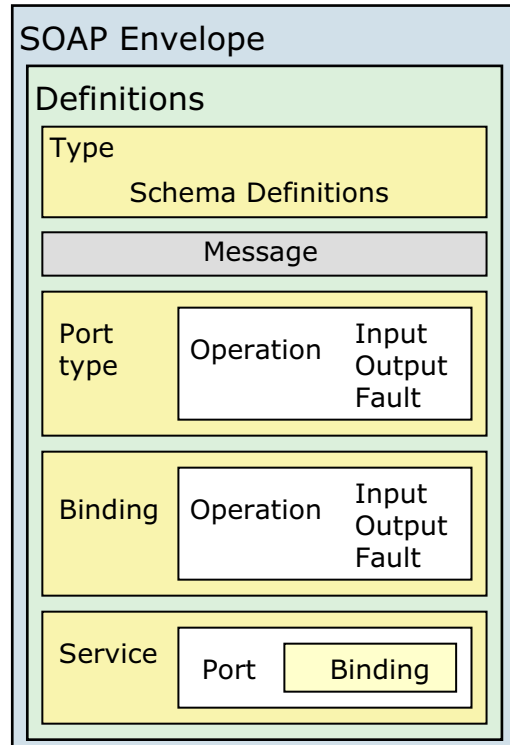 SOAP Envelope
Definitions
Type
Schema Definitions
Message
Port
type
Operation
Input
Output
Fault
Binding
Operation
Input
Output
Fault
Service
Port
Binding